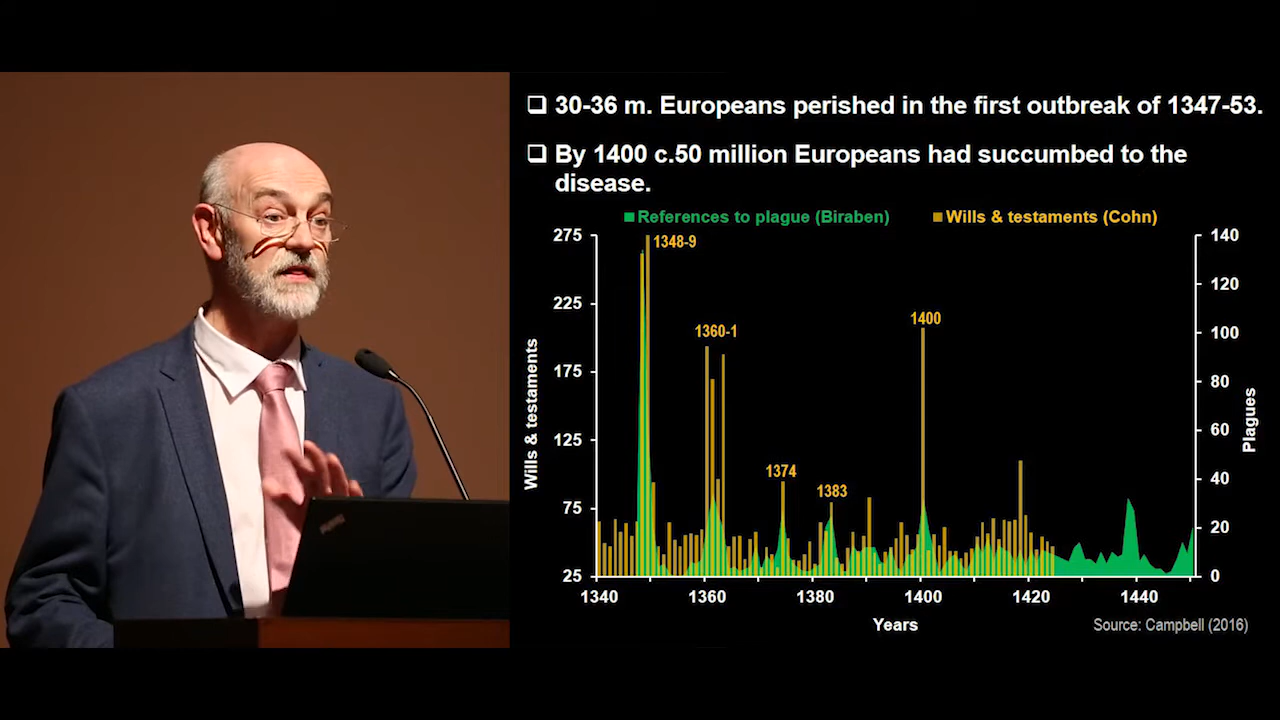 ❑ 30-36 m. Europeans perished in the first outbreak of 1347-53.
❑ By 1400 c.50 million Europeans had succumbed to the
disease.
References to plague (Biraben)
Wills & testaments (Cohn)
275
225
175
125
75
25
Wills & testaments
1348-9
1360-1
1374
1383
1400
140
120
100
80
60
40
20
0
Plagues
1340
1360
1380
1400
1420
1440
Years
Source: Campbell (2016)